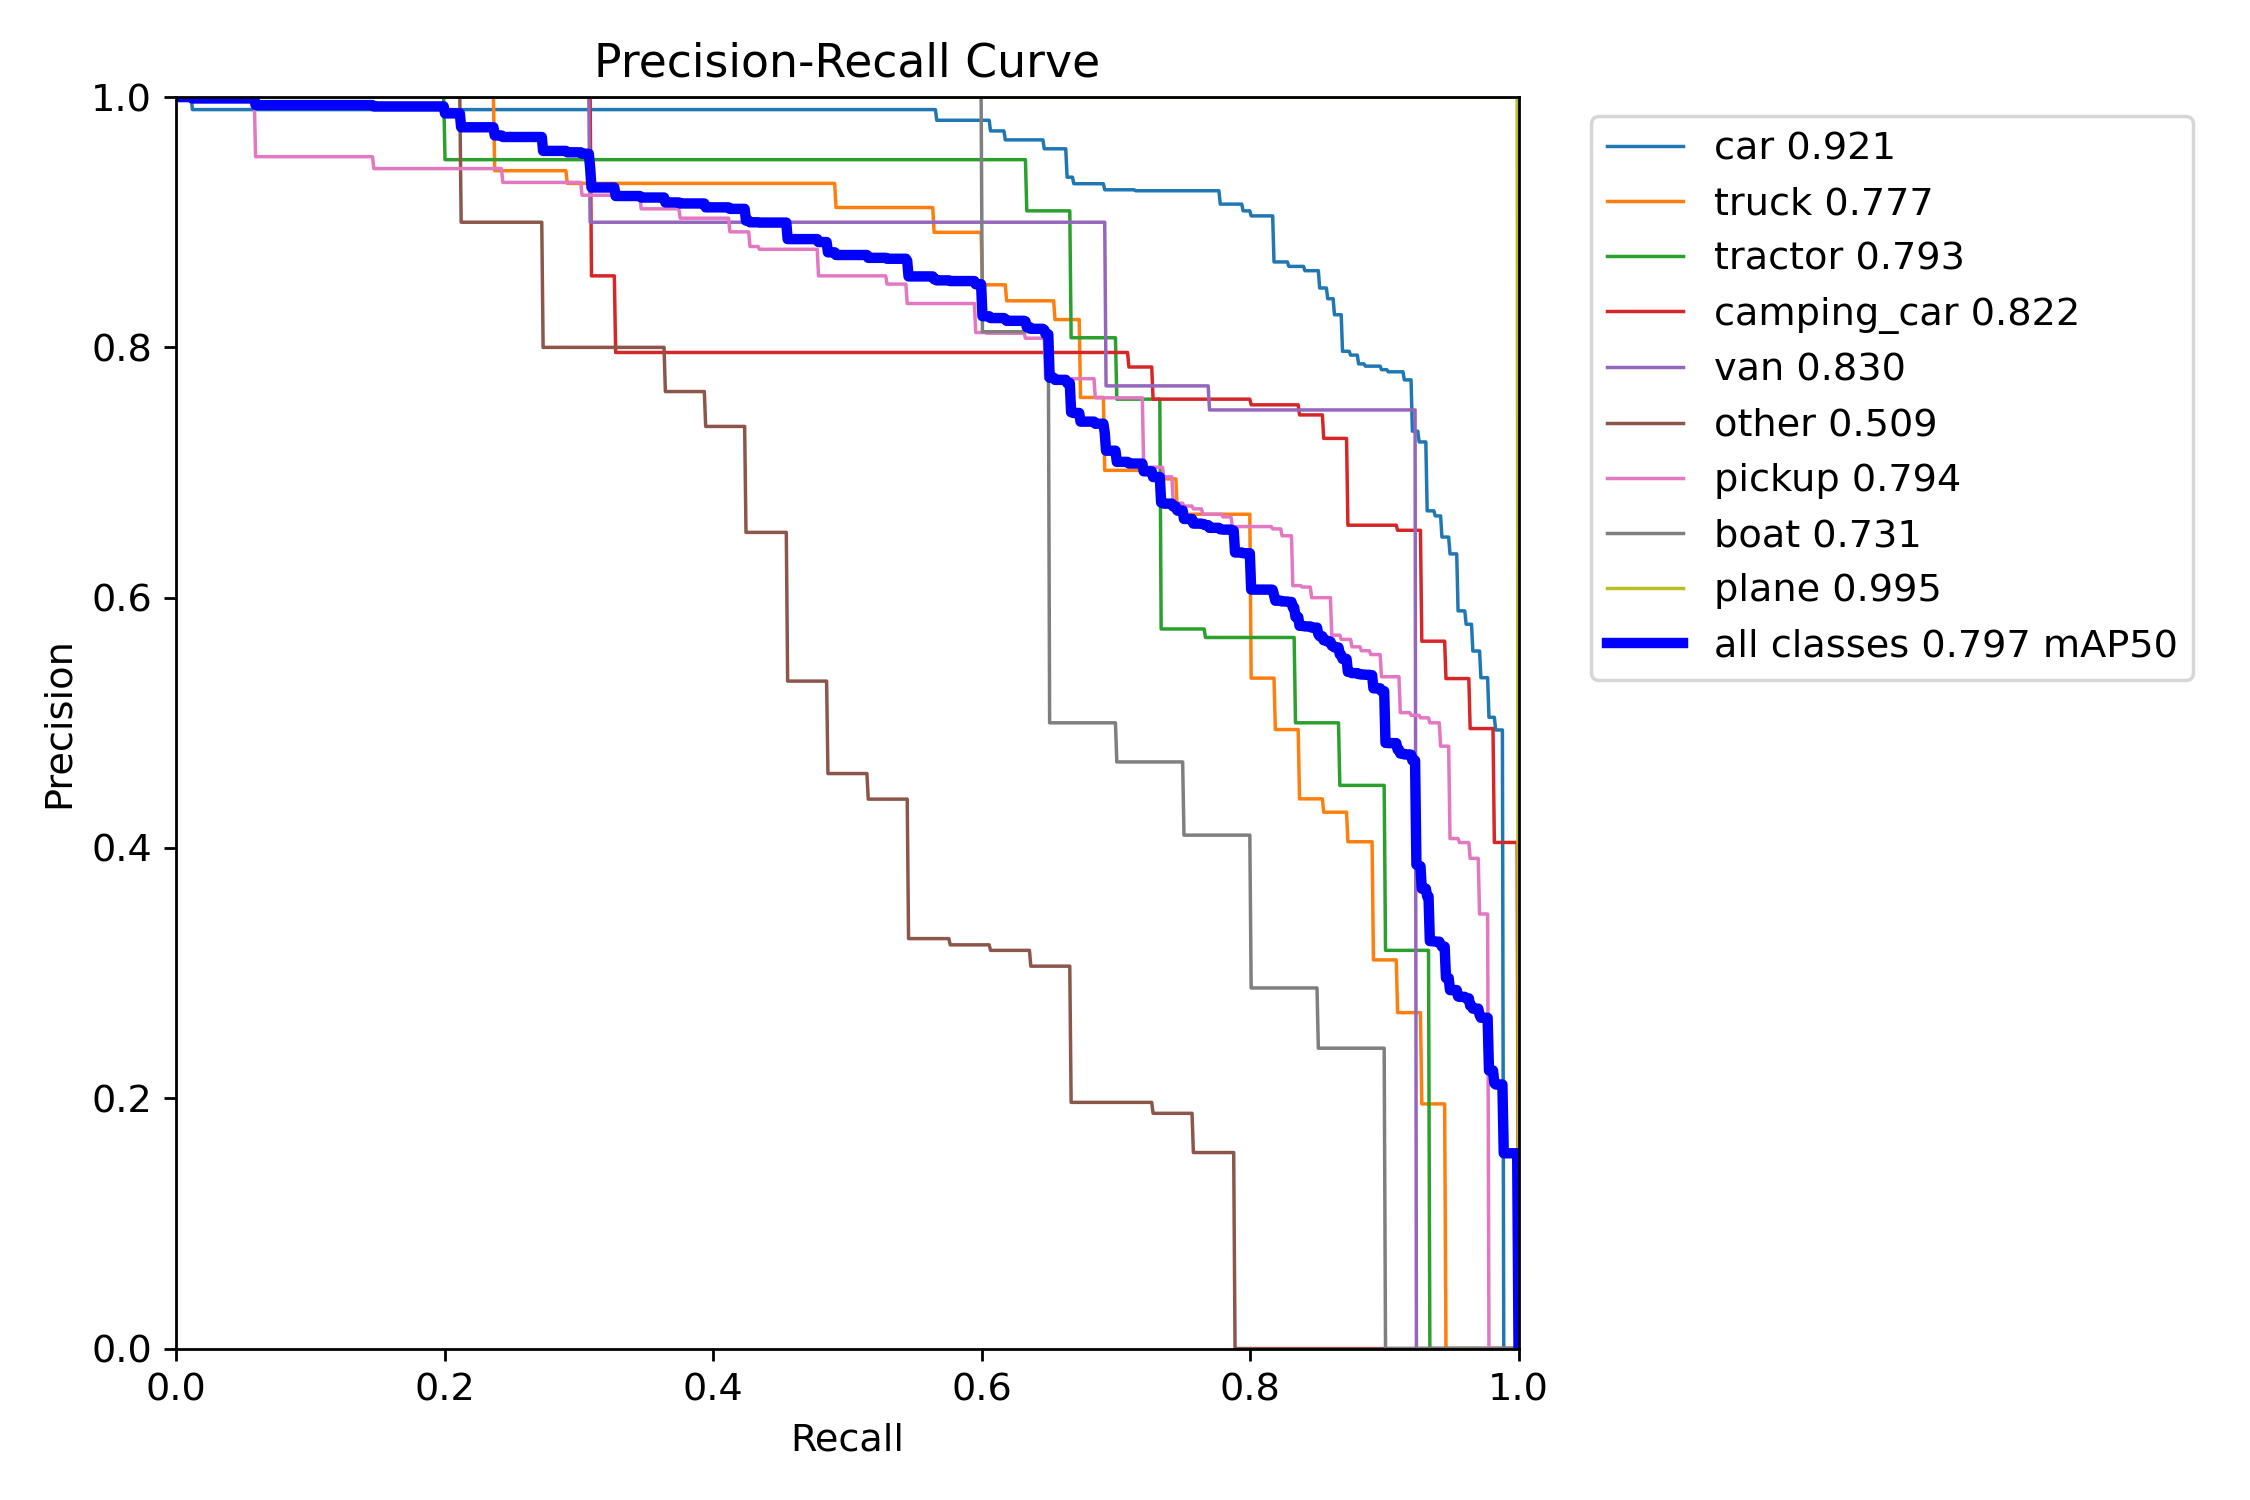 Precision-Recall Curve
1.0
0.8
0.6
0.4
0.2
0.0
Precision
0.0 0.2 0.4 0.6 0.8 1.0
Recall
car 0.921
truck 0.777
tractor 0.793
camping_car 0.822
van 0.830
other 0.509
pickup 0.794
boat 0.731
plane 0.995
all classes 0.797 mAP50